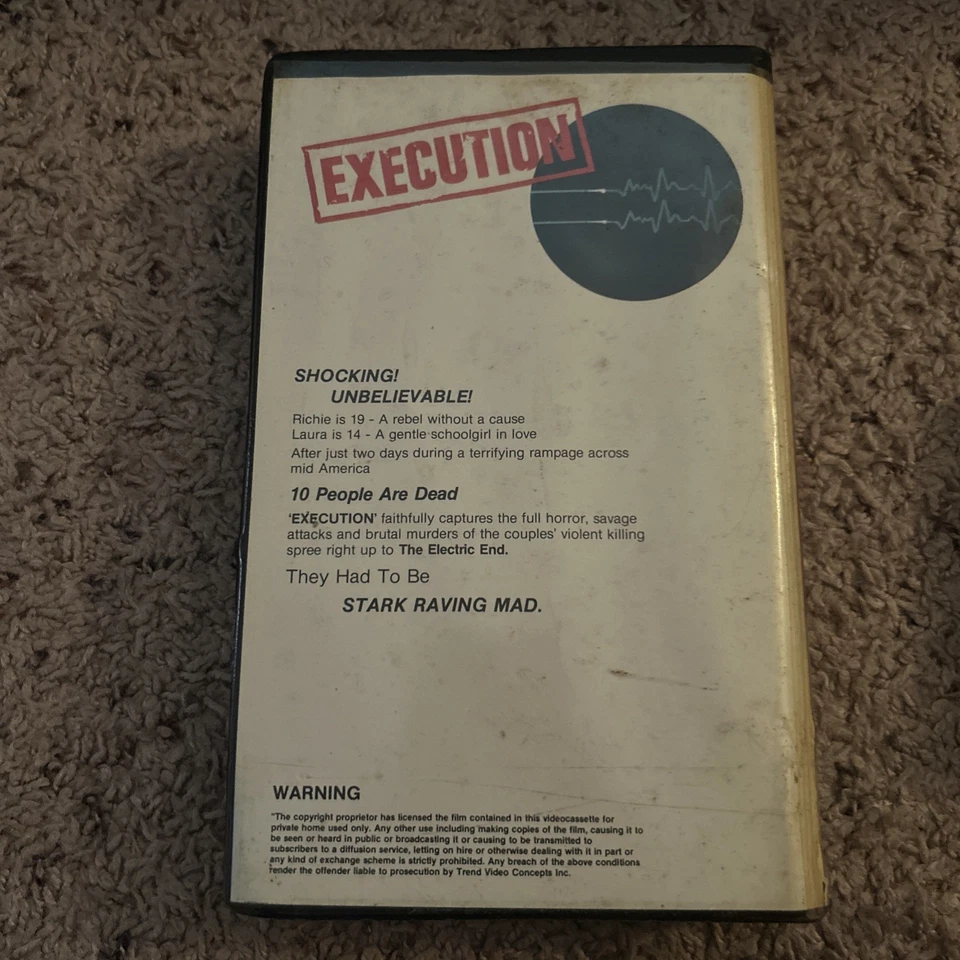 EXECUTION
SHOCKING!
UNBELIEVABLE!
Richie is 19 - A rebel without a cause
Laura is 14 - A gentle schoolgirl in love
After just two days during a terrifying rampage across
mid America
10 People Are Dead
'EXECUTION' faithfully captures the full horror, savage
attacks and brutal murders of the couples' violent killing
spree right up to The Electric End.
They Had To Be
STARK RAVING MAD.
WARNING
"The copyright proprietor has licensed the film contained in this videocassette for
private home used only. Any other use including making copies of the film, causing it to
be seen or heard in public or broadcasting it or causing to be transmitted to
subscribers to a diffusion service, letting on hire or otherwise dealing with it in part or
any kind of exchange scheme is strictly prohibited. Any breach of the above conditions
render the offender liable to prosecution by Trend Video Concepts Inc.